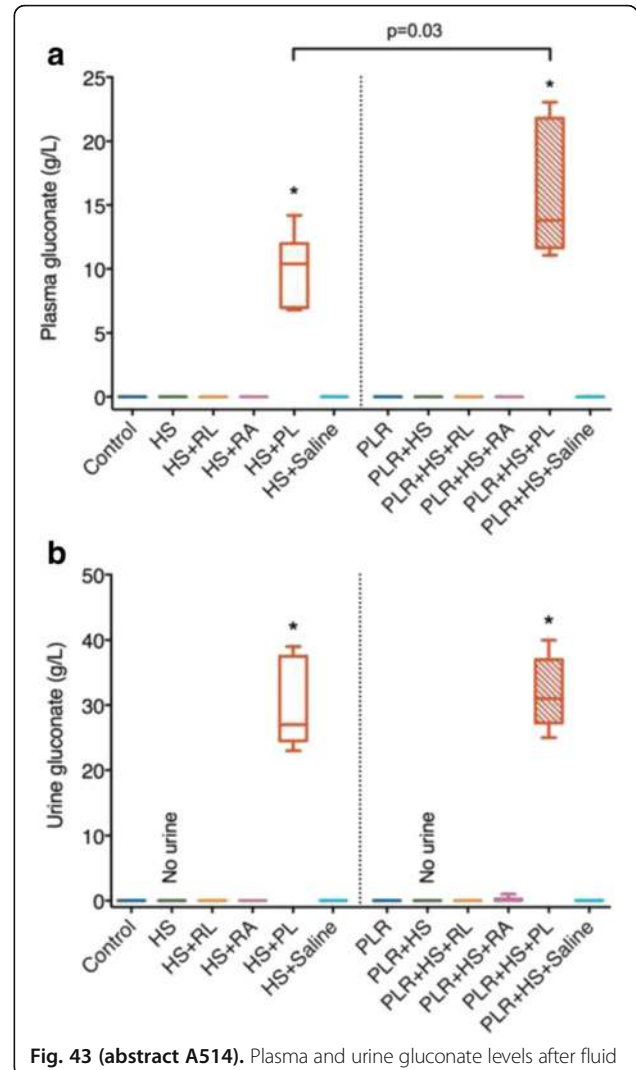 a
p=0.03
Plasma gluconate (g/L)
25
20
15
10
5
0
*
*
Control
HS
HS+RL
HS+RA
HS+PL
HS+Saline
PLR
PLR+HS
PLR+HS+RL
PLR+HS+RA
PLR+HS+PL
PLR+HS+Saline
b
Urine gluconate (g/L)
50
40
30
20
10
0
*
*
No urine
No urine
Control
HS
HS+RL
HS+RA
HS+PL
HS+Saline
PLR
PLR+HS
PLR+HS+RL
PLR+HS+RA
PLR+HS+PL
PLR+HS+Saline
Fig. 43 (abstract A514). Plasma and urine gluconate levels after fluid